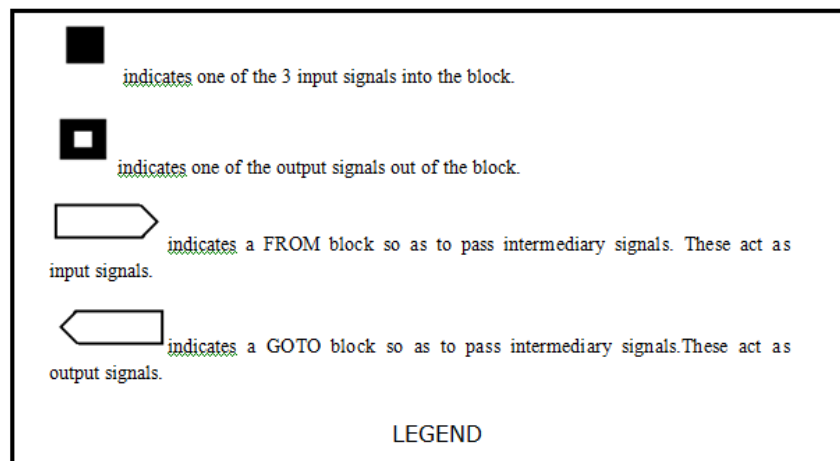 indicates one of the 3 input signals into the block.
indicates one of the output signals out of the block.
indicates a FROM block so as to pass intermediary signals. These act as
input signals.
indicates a GOTO block so as to pass intermediary signals.These act as
output signals.
LEGEND